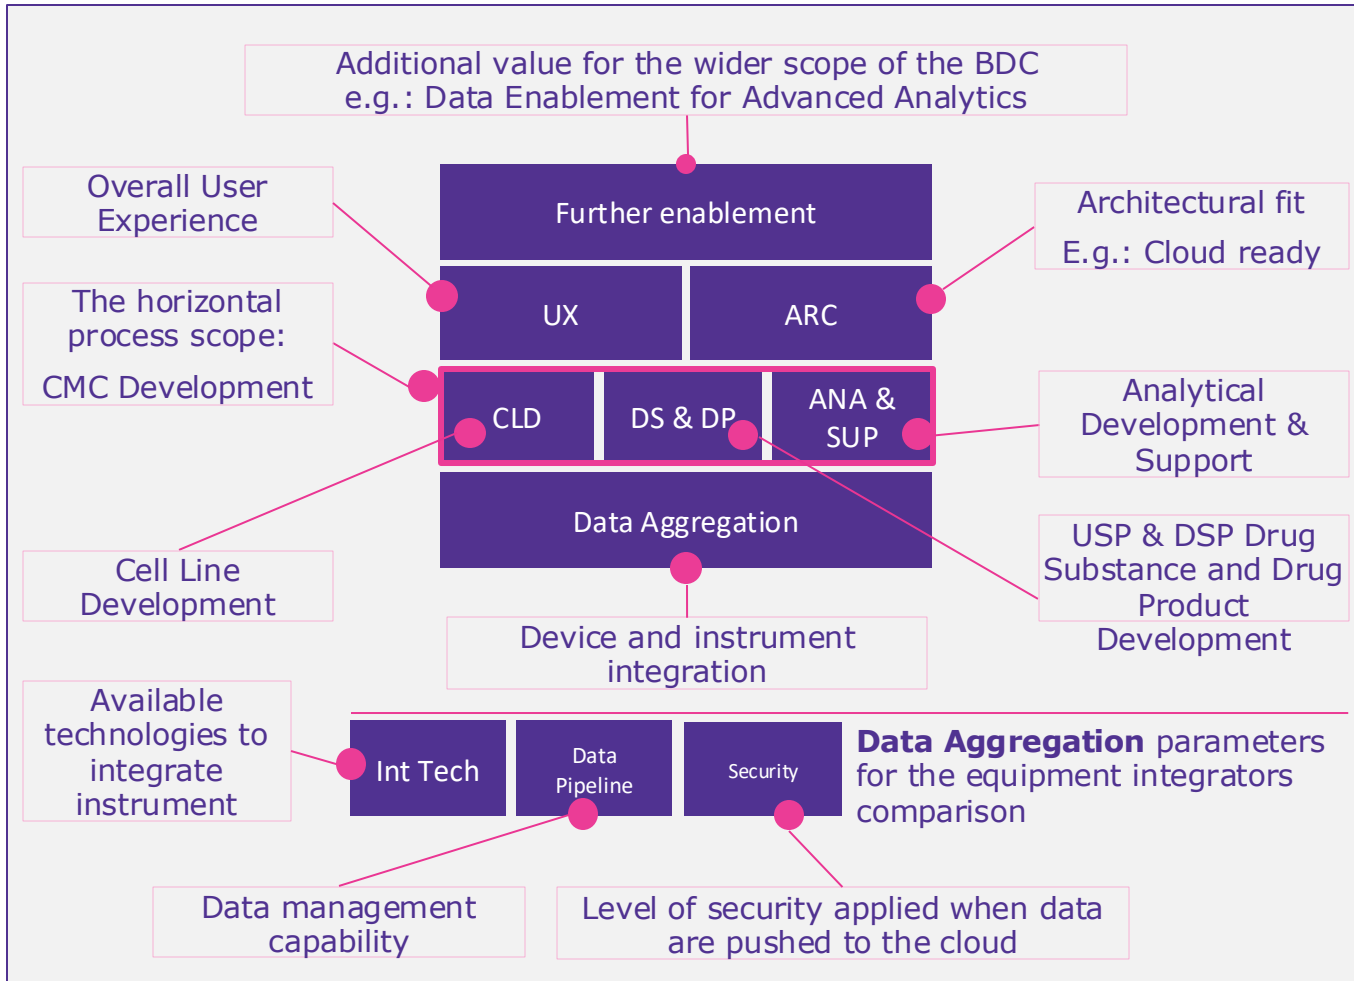 Additional value for the wider scope of the BDC
e.g.: Data Enablement for Advanced Analytics
Overall User
Experience
Further enablement
Architectural fit
E.g.: Cloud ready
The horizontal
process scope:
CMC Development
UX
ARC
CLD
DS & DP
ANA &
SUP
Analytical
Development &
Support
Data Aggregation
Cell Line
Development
USP & DSP Drug
Substance and Drug
Product
Development
Device and instrument
integration
Available
technologies to
integrate
instrument
Int Tech
Data
Pipeline
Security
Data Aggregation parameters
for the equipment integrators
comparison
Data management
capability
Level of security applied when data
are pushed to the cloud